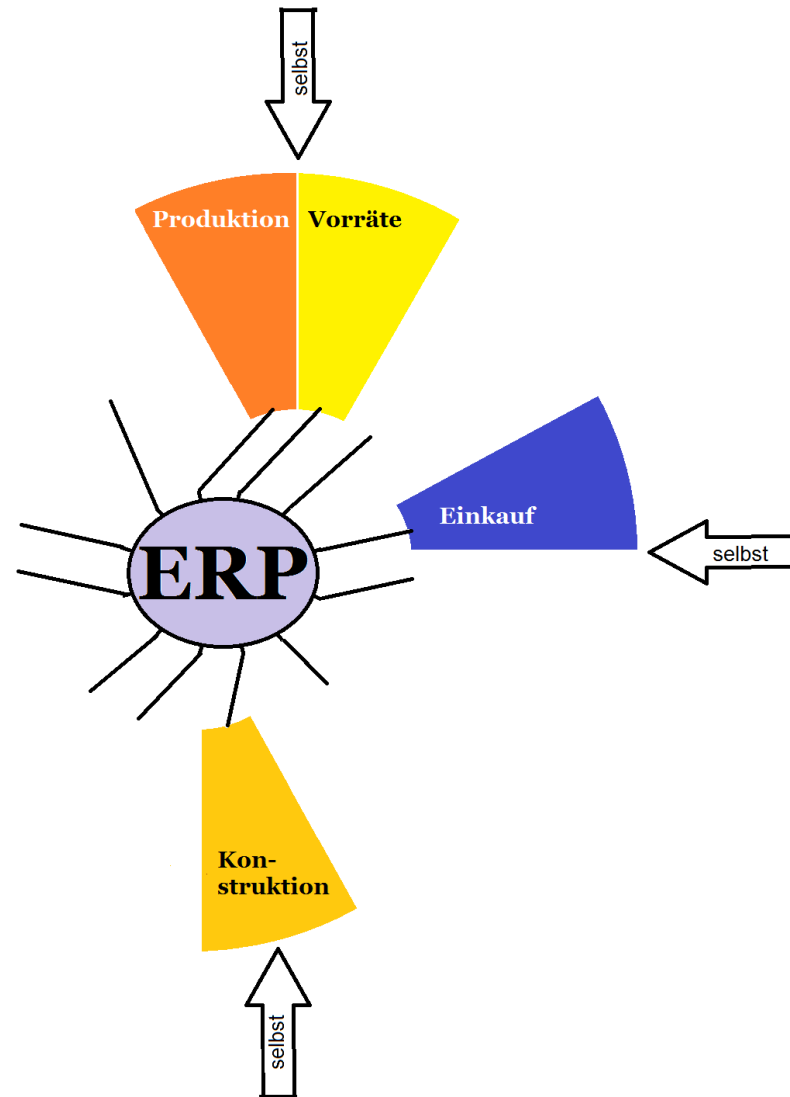 selbst
Produktion
Vorräte
Einkauf
selbst
ERP
Kon-
struktion
selbst